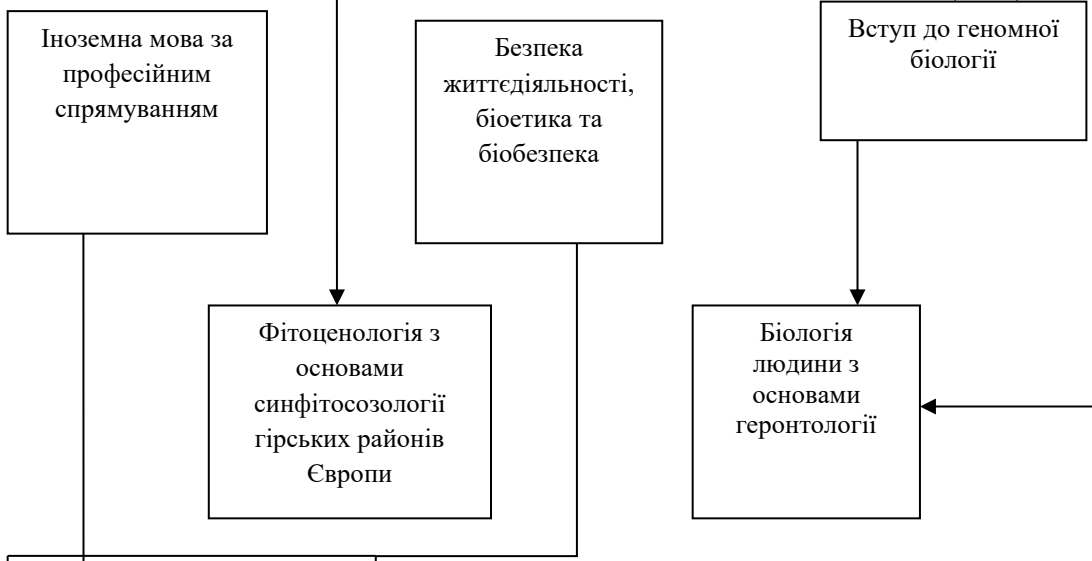 Іноземна мова за
професійним
спрямуванням
Безпека
життєдіяльності,
біоетика та
біобезпека
Вступ до геномної
біології
Фітоценологія з
основами
синфітосозології
гірських районів
Європи
Біологія
людини з
основами
геронтології